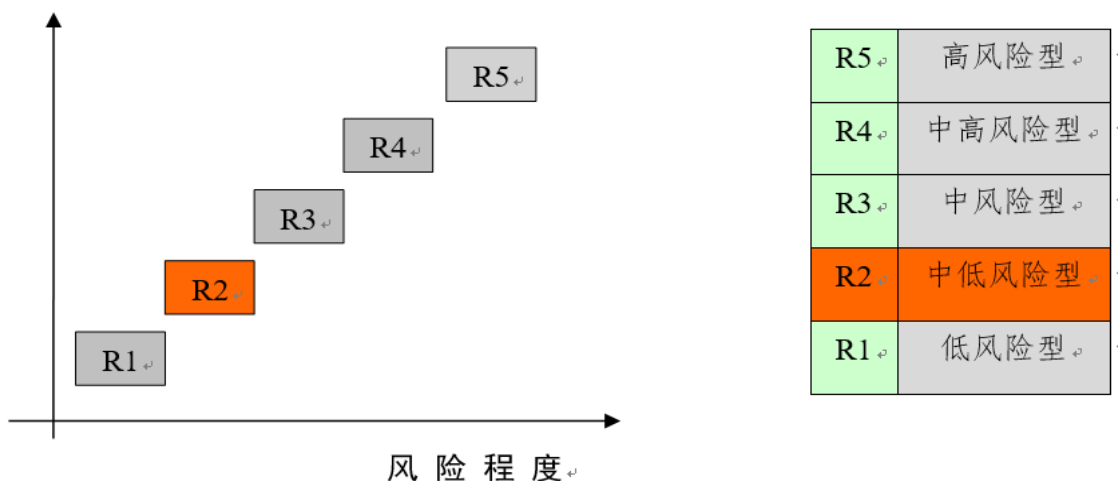 R5
R4
R3
R2
R1
风险程度
R5 高风险型
R4 中高风险型
R3 中风险型
R2 中低风险型
R1 低风险型